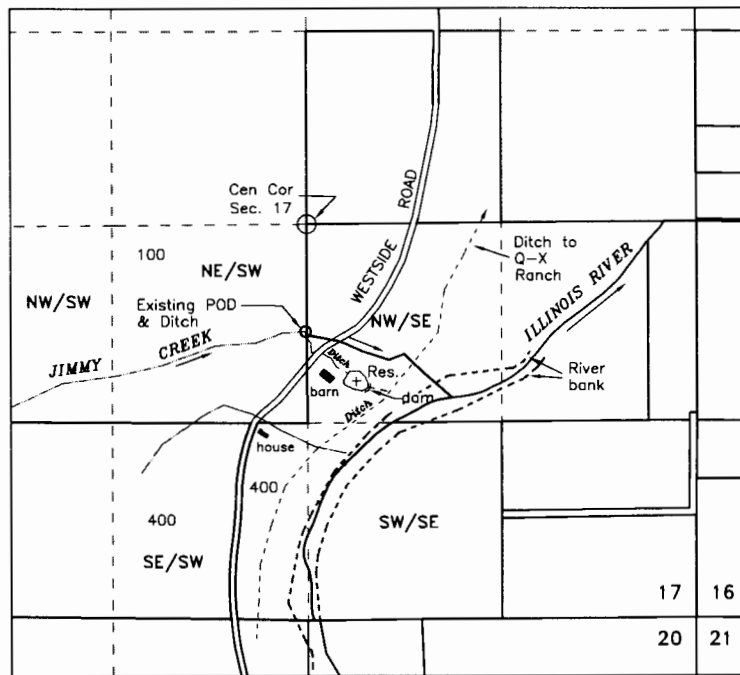 Cen Cor
Sec. 17
WESTSIDE ROAD
100
NE/SW
NW/SW
Ditch to
Q-X
Ranch
ILLINOIS RIVER
Existing POD
& Ditch
NW/SE
JIMMY CREEK
Ditch
Res.
River
bank
barn
dam
Ditch
house
400
400
SW/SE
SE/SW
17 16
20 21